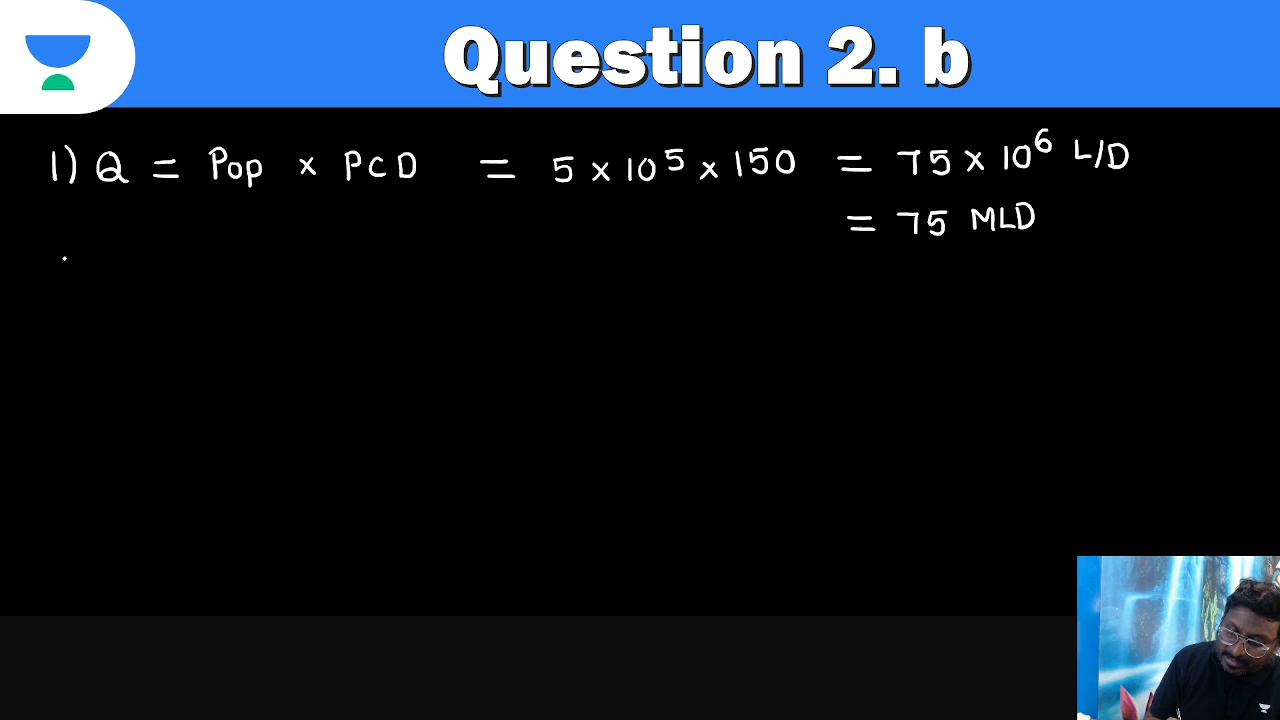 Question 2. b
1) Q = Pop × PCD = 5 × 10⁵ × 150 = 75 × 10⁶ L/D
= 75 MLD